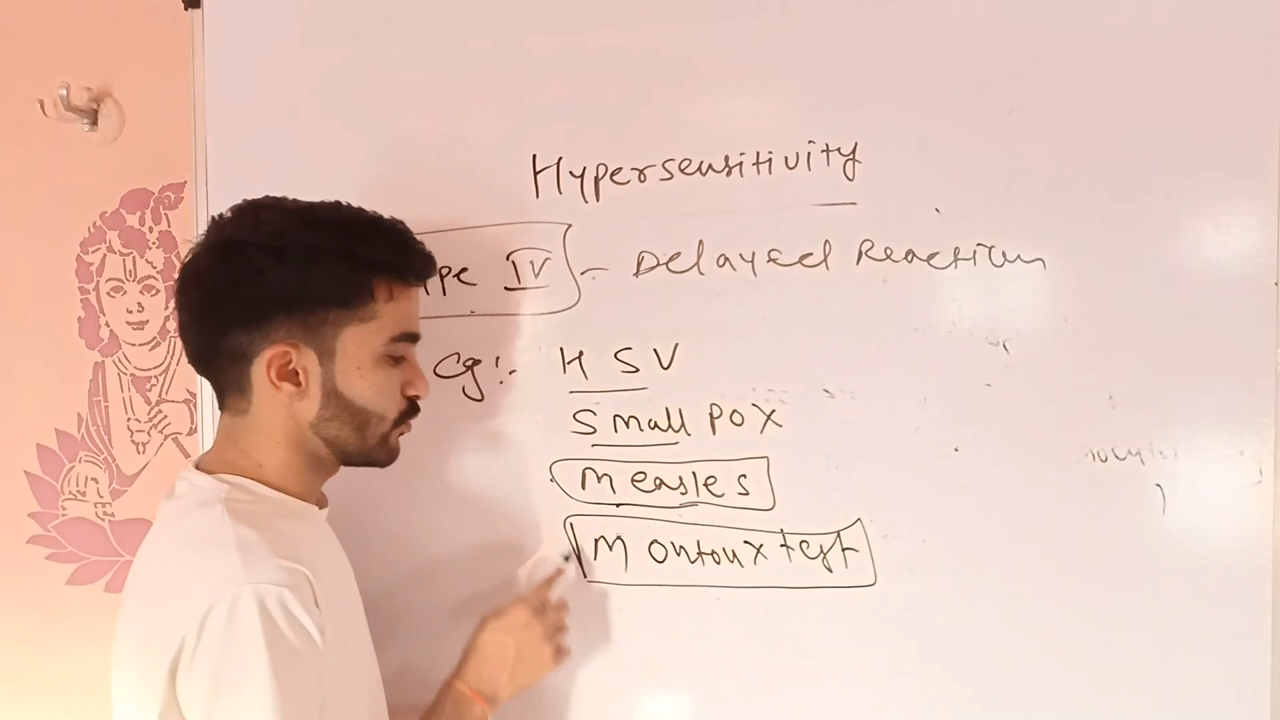 Hypersensitivity
pe IV - Delayed Reaction
eg:- HSV
Small pox
Measles
Montoux test